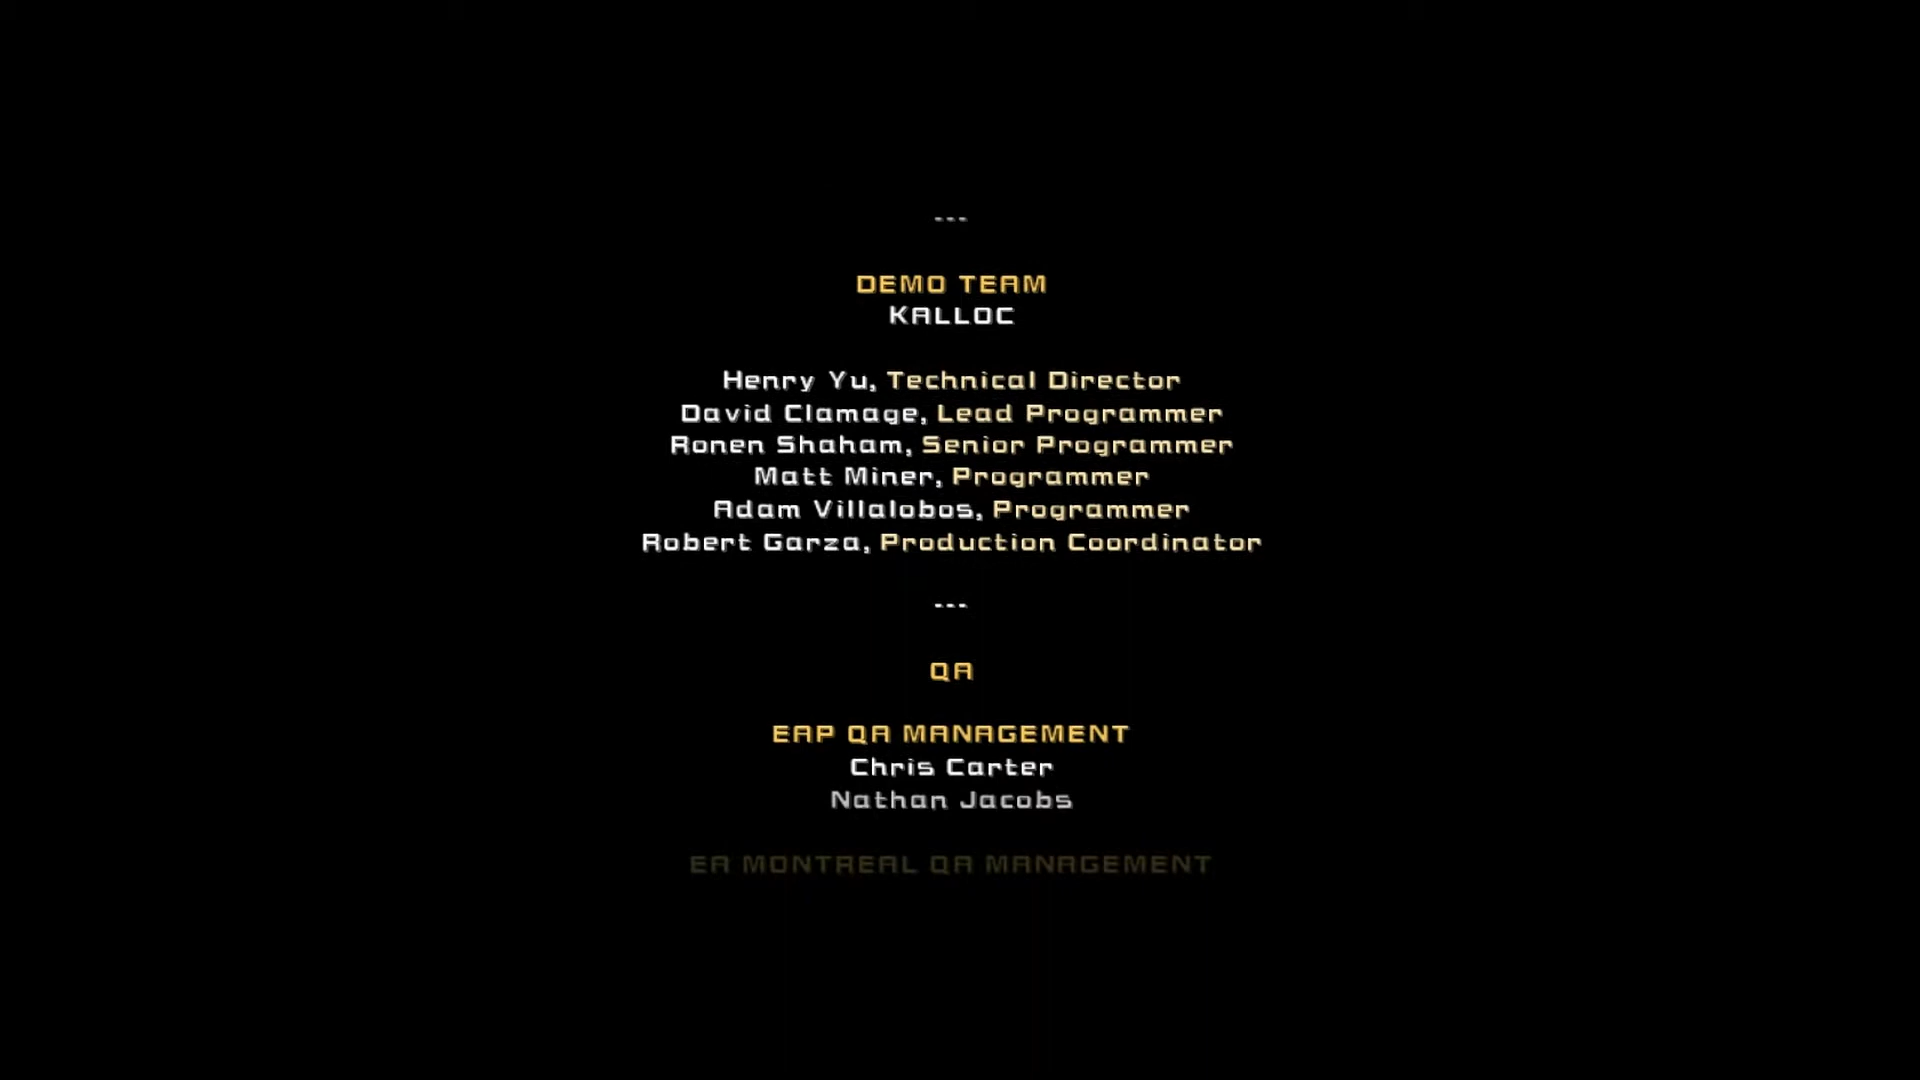 ---
DEMO TEAM
KALLOC
Henry Yu, Technical Director
David Clamage, Lead Programmer
Ronen Shaham, Senior Programmer
Matt Miner, Programmer
Adam Villalobos, Programmer
Robert Garza, Production Coordinator
---
QA
EAP QA MANAGEMENT
Chris Carter
Nathan Jacobs
EA MONTREAL QA MANAGEMENT